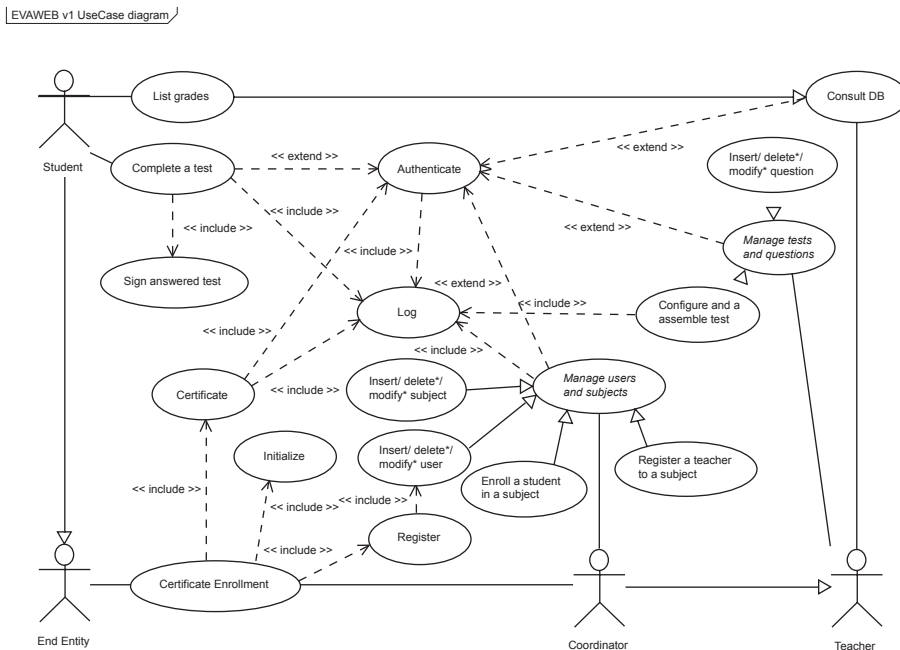 EVAWEB v1 UseCase diagram
List grades
Consult DB
Student
Complete a test
<< extend >>
Authenticate
<< extend >>
Insert/ delete*/
modify* question
<< include >>
<< include >>
<< include >>
<< extend >>
Manage tests
and questions
Sign answered test
<< extend >>
<< include >>
Configure and a
assemble test
Log
<< include >>
<< include >>
Certificate
<< include >>
Insert/ delete*/
modify* subject
Manage users
and subjects
Initialize
Insert/ delete*/
modify* user
Enroll a student
in a subject
Register a teacher
to a subject
<< include >>
<< include >>
<< include >>
Register
<< include >>
Certificate Enrollment
End Entity
Coordinator
Teacher